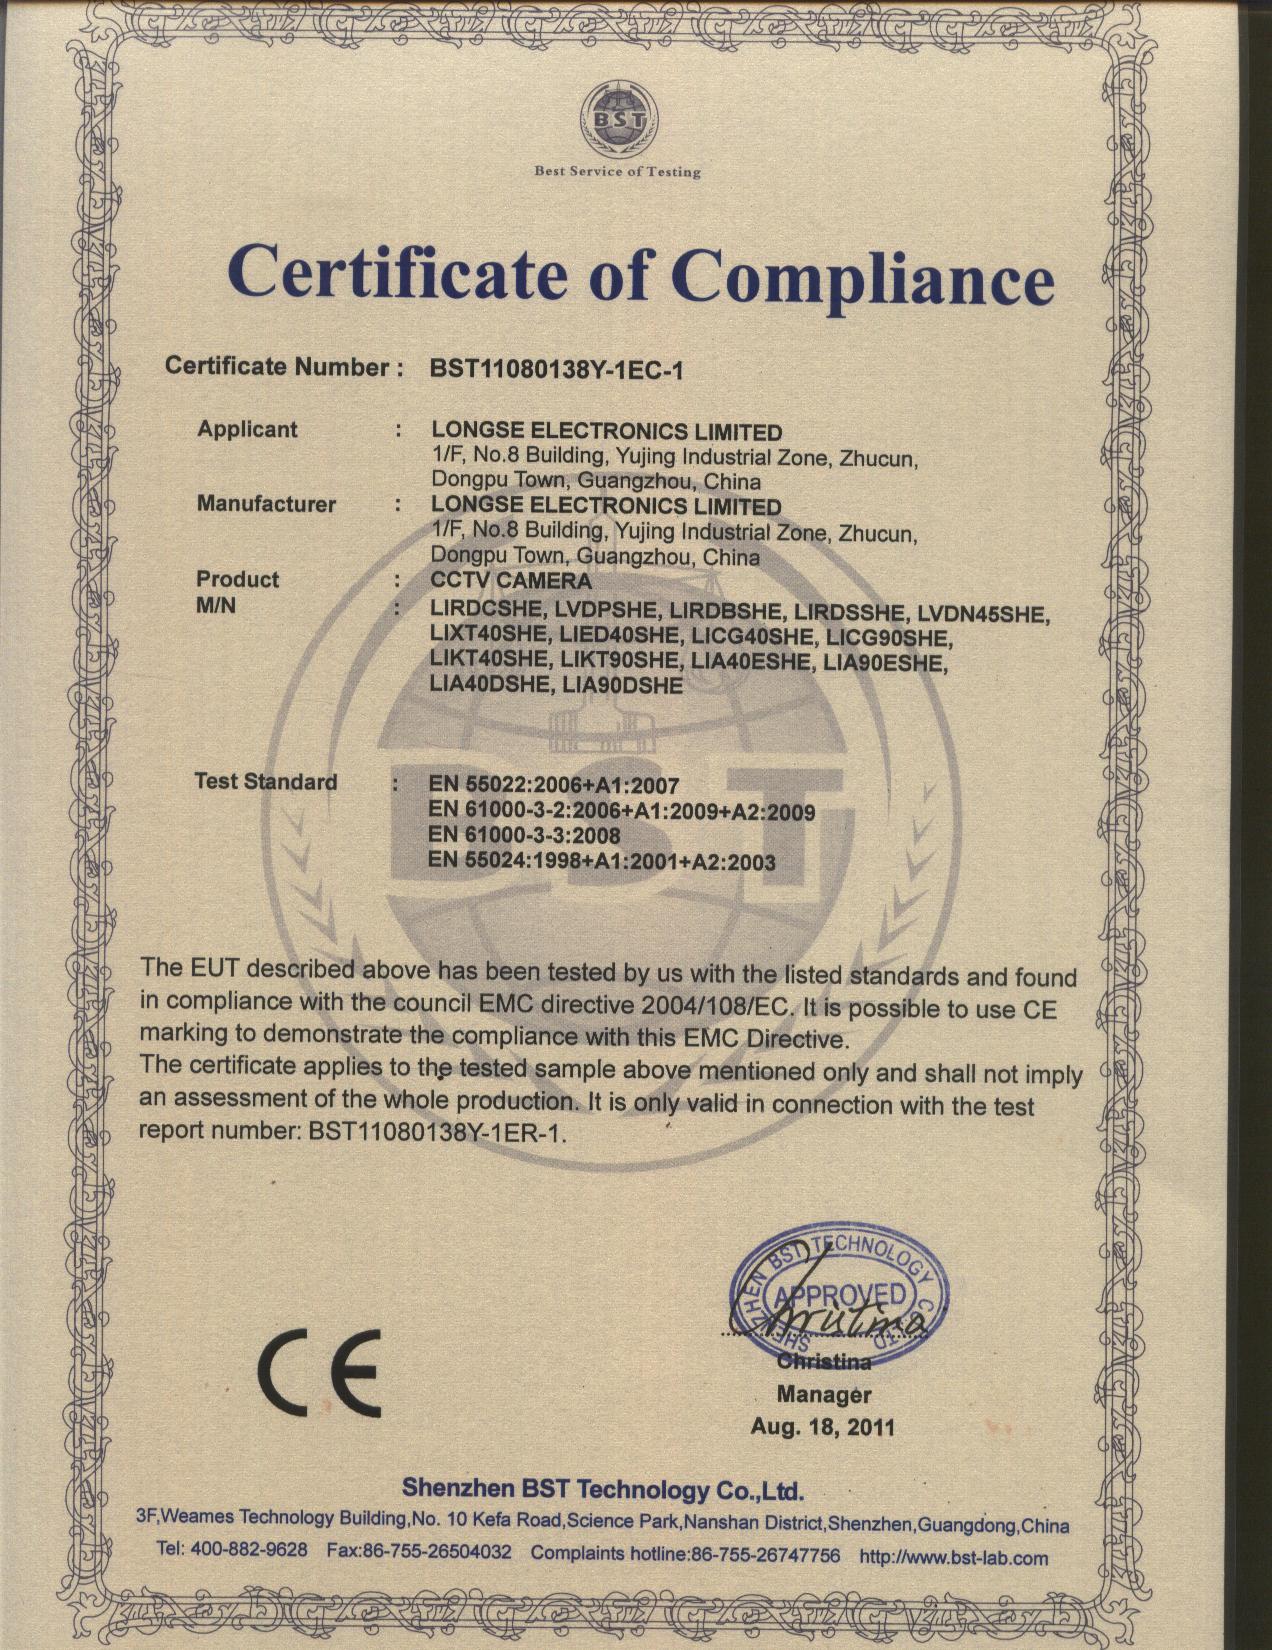 BST
Best Service of Testing
Certificate of Compliance
Certificate Number : BST11080138Y-1EC-1
Applicant : LONGSE ELECTRONICS LIMITED
1/F, No.8 Building, Yujing Industrial Zone, Zhucun,
Dongpu Town, Guangzhou, China
Manufacturer : LONGSE ELECTRONICS LIMITED
1/F, No.8 Building, Yujing Industrial Zone, Zhucun,
Dongpu Town, Guangzhou, China
Product : CCTV CAMERA
M/N : LIRDCSHE, LVDPSHE, LIRDBSHE, LIRDSSHE, LVDN45SHE,
LIXT40SHE, LIED40SHE, LICG40SHE, LICG90SHE,
LIKT40SHE, LIKT90SHE, LIA40ESHE, LIA90ESHE,
LIA40DSHE, LIA90DSHE
BST
Test Standard : EN 55022:2006+A1:2007
EN 61000-3-2:2006+A1:2009+A2:2009
EN 61000-3-3:2008
EN 55024:1998+A1:2001+A2:2003
The EUT described above has been tested by us with the listed standards and found
in compliance with the council EMC directive 2004/108/EC. It is possible to use CE
marking to demonstrate the compliance with this EMC Directive.
The certificate applies to the tested sample above mentioned only and shall not imply
an assessment of the whole production. It is only valid in connection with the test
report number: BST11080138Y-1ER-1.
SHENZHEN BST TECHNOLOGY CO., LTD
APPROVED
Christina
CE
Christina
Manager
Aug. 18, 2011
Shenzhen BST Technology Co.,Ltd.
3F,Weames Technology Building,No. 10 Kefa Road,Science Park,Nanshan District,Shenzhen,Guangdong,China
Tel: 400-882-9628 Fax:86-755-26504032 Complaints hotline:86-755-26747756 http://www.bst-lab.com